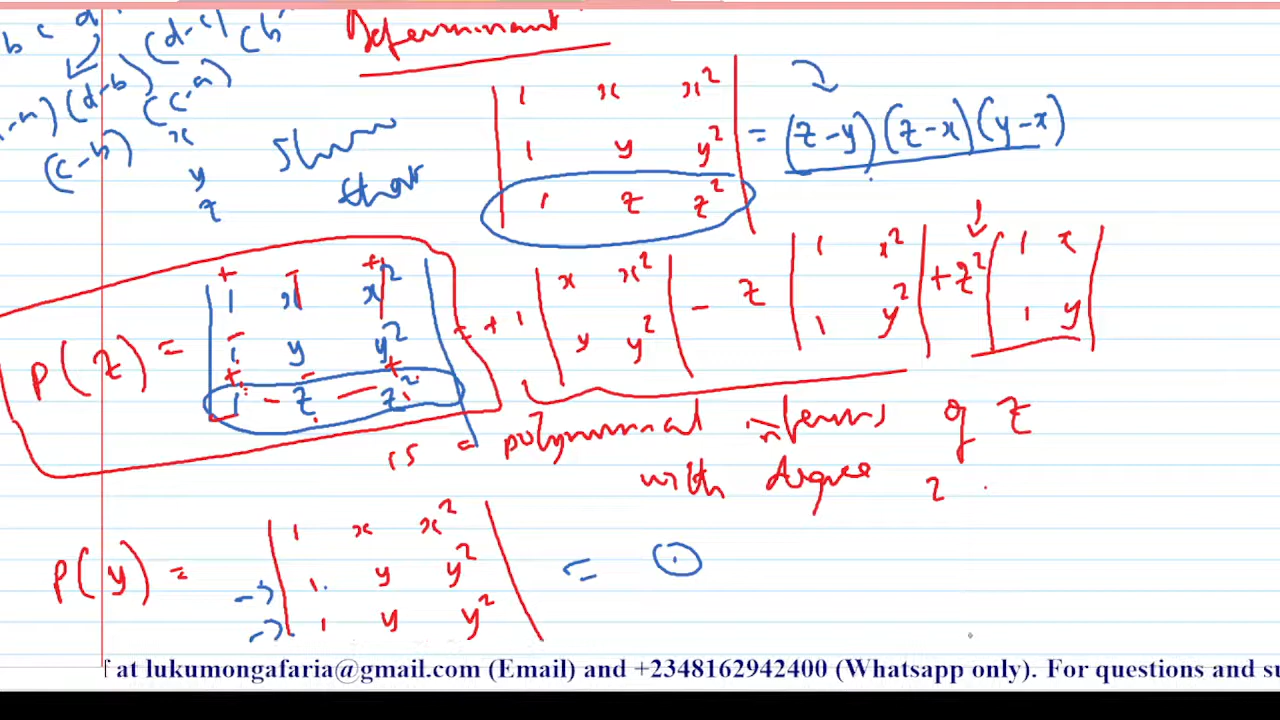 Determinant
b c d (d-c) (b-
-a) (d-b) (c-a)
(c-b) x
y
z
Show that
| 1 x x² |
| 1 y y² | = (z-y)(z-x)(y-x)
| 1 z z² |
P(z) = | 1 x x² | = +1 | x x² | - z | 1 x² | + z² | 1 x |
| 1 y y² | | y y² | | 1 y² | | 1 y |
| 1 z z² |
is a polynomial in terms of z
with degree 2.
P(y) = | 1 x x² |
| 1 y y² | = 0
| 1 y y² |
f at lukumongafaria@gmail.com (Email) and +2348162942400 (Whatsapp only). For questions and su